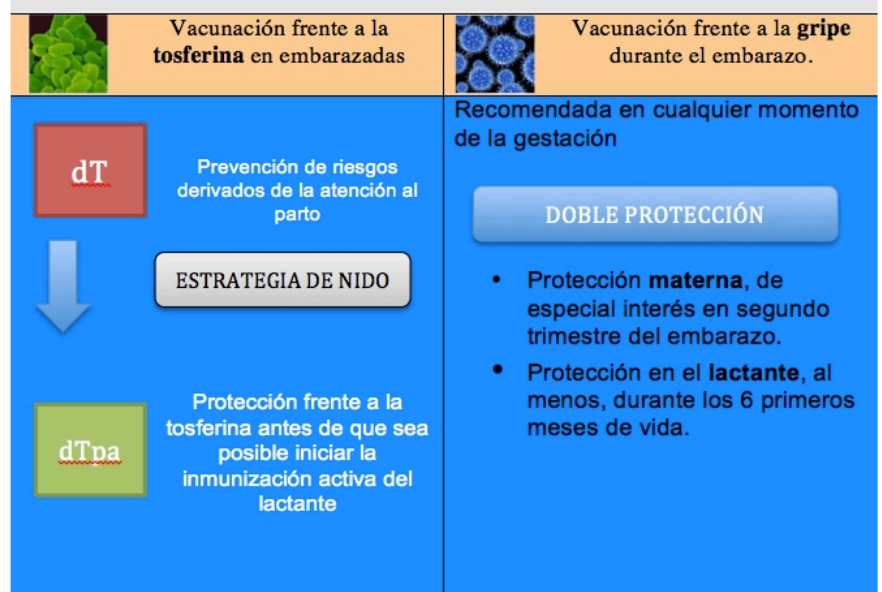 Vacunación frente a la
tosferina en embarazadas
Vacunación frente a la gripe
durante el embarazo.
dT
Prevención de riesgos
derivados de la atención al
parto
ESTRATEGIA DE NIDO
dTpa
Protección frente a la
tosferina antes de que sea
posible iniciar la
inmunización activa del
lactante
Recomendada en cualquier momento
de la gestación
DOBLE PROTECCIÓN
• Protección materna, de
especial interés en segundo
trimestre del embarazo.
• Protección en el lactante, al
menos, durante los 6 primeros
meses de vida.